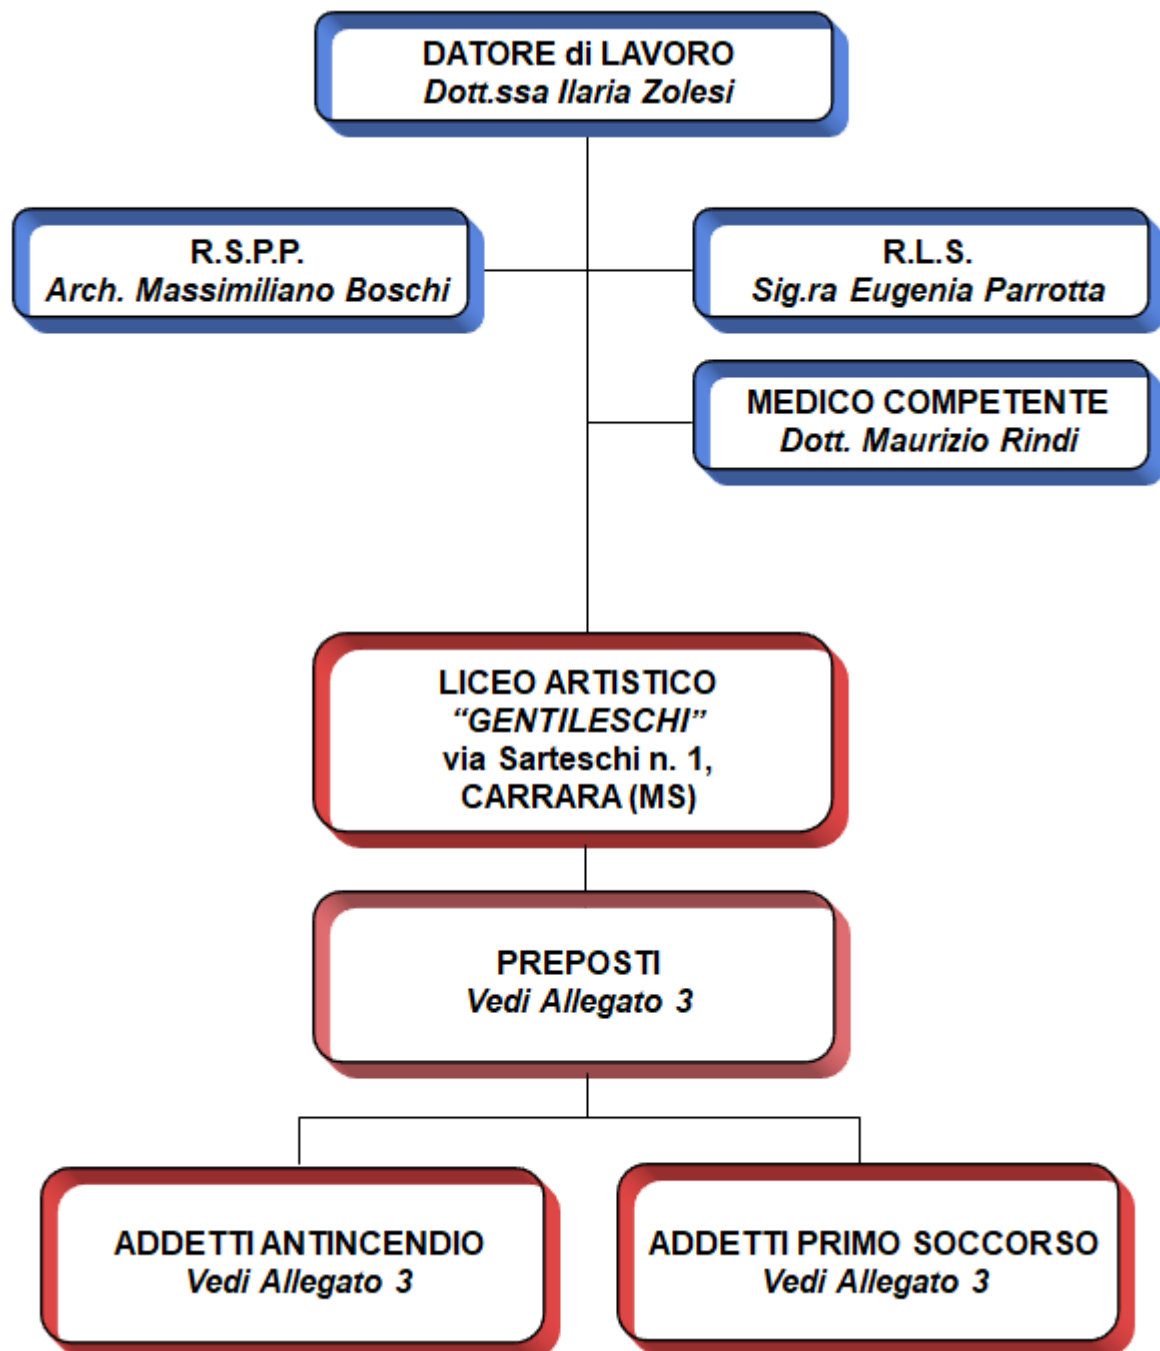 DATORE di LAVORO
Dott.ssa Ilaria Zolesi
R.S.P.P.
Arch. Massimiliano Boschi
R.L.S.
Sig.ra Eugenia Parrotta
MEDICO COMPETENTE
Dott. Maurizio Rindi
LICEO ARTISTICO
“GENTILESCHI”
via Sarteschi n. 1,
CARRARA (MS)
PREPOSTI
Vedi Allegato 3
ADDETTI ANTINCENDIO
Vedi Allegato 3
ADDETTI PRIMO SOCCORSO
Vedi Allegato 3